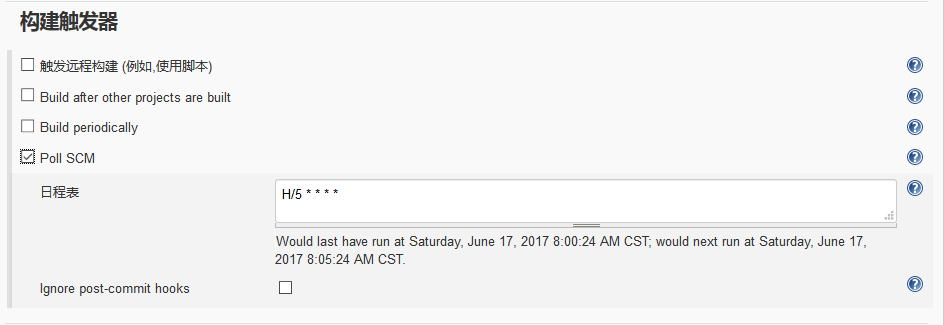 构建触发器
触发远程构建 (例如,使用脚本)
Build after other projects are built
Build periodically
Poll SCM
日程表
H/5 * * * *
Would last have run at Saturday, June 17, 2017 8:00:24 AM CST; would next run at Saturday, June 17,
2017 8:05:24 AM CST.
Ignore post-commit hooks